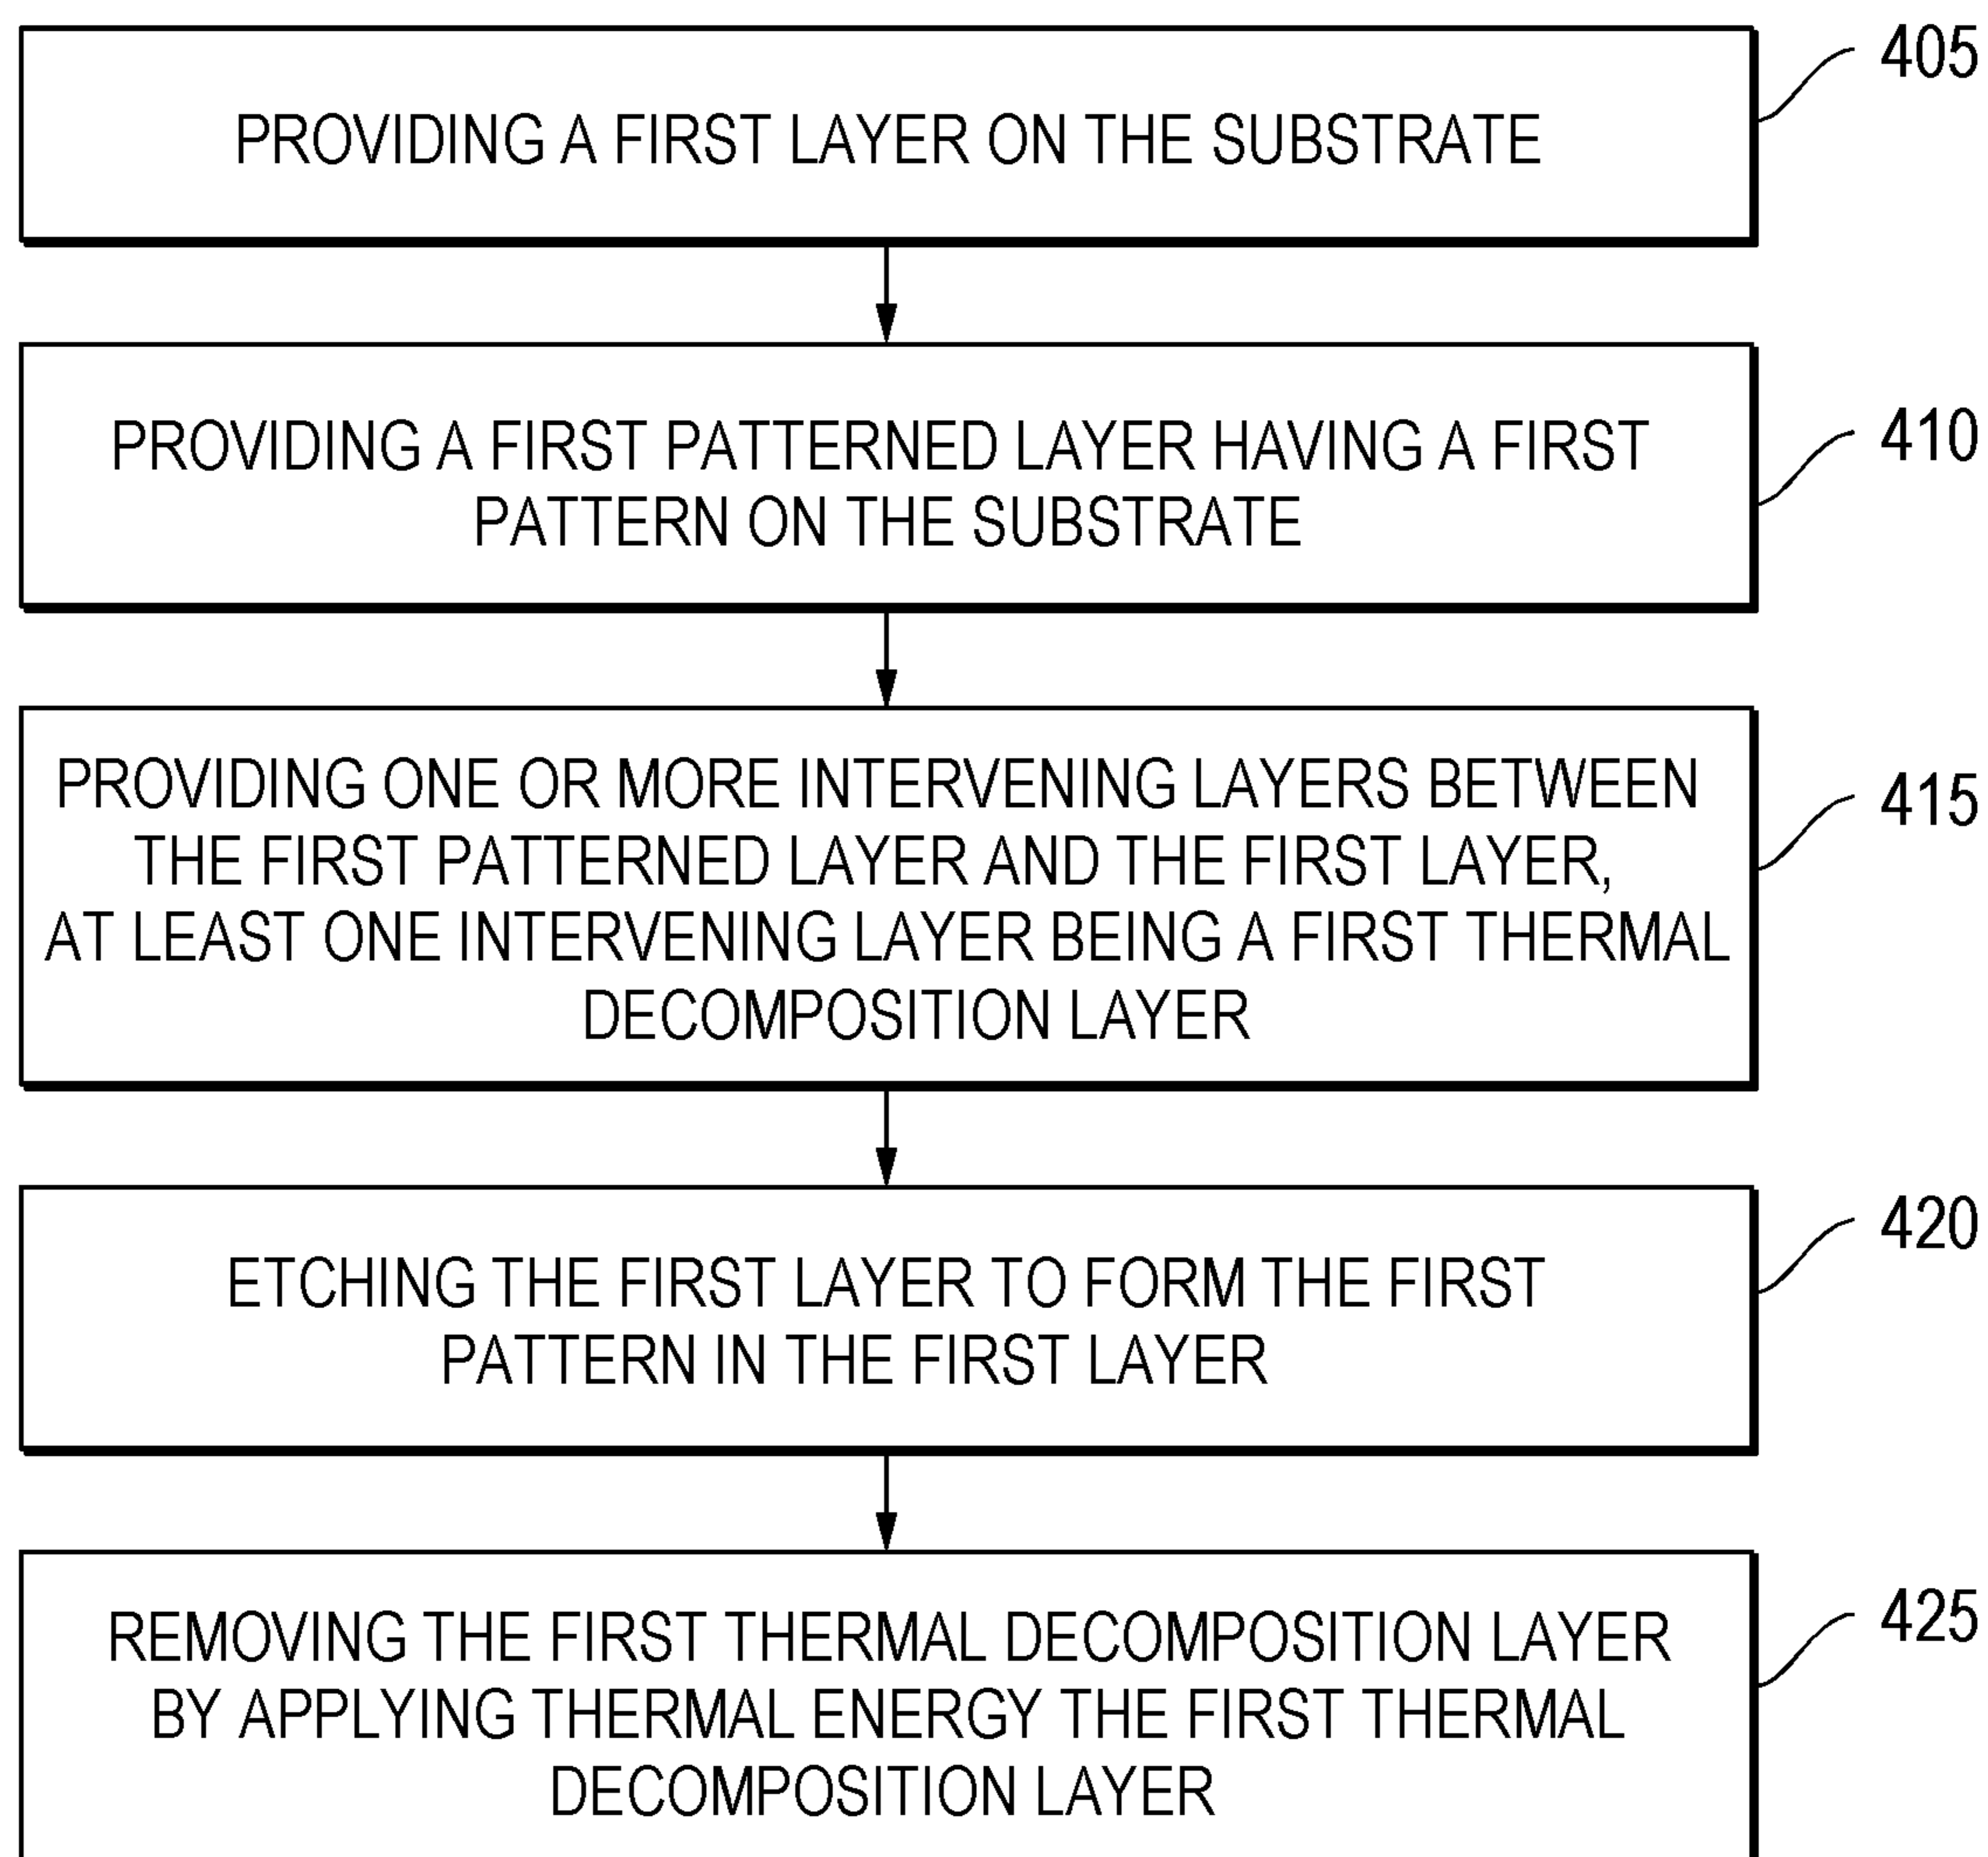 405
PROVIDING A FIRST LAYER ON THE SUBSTRATE
410
PROVIDING A FIRST PATTERNED LAYER HAVING A FIRST
PATTERN ON THE SUBSTRATE
415
PROVIDING ONE OR MORE INTERVENING LAYERS BETWEEN
THE FIRST PATTERNED LAYER AND THE FIRST LAYER,
AT LEAST ONE INTERVENING LAYER BEING A FIRST THERMAL
DECOMPOSITION LAYER
420
ETCHING THE FIRST LAYER TO FORM THE FIRST
PATTERN IN THE FIRST LAYER
425
REMOVING THE FIRST THERMAL DECOMPOSITION LAYER
BY APPLYING THERMAL ENERGY THE FIRST THERMAL
DECOMPOSITION LAYER